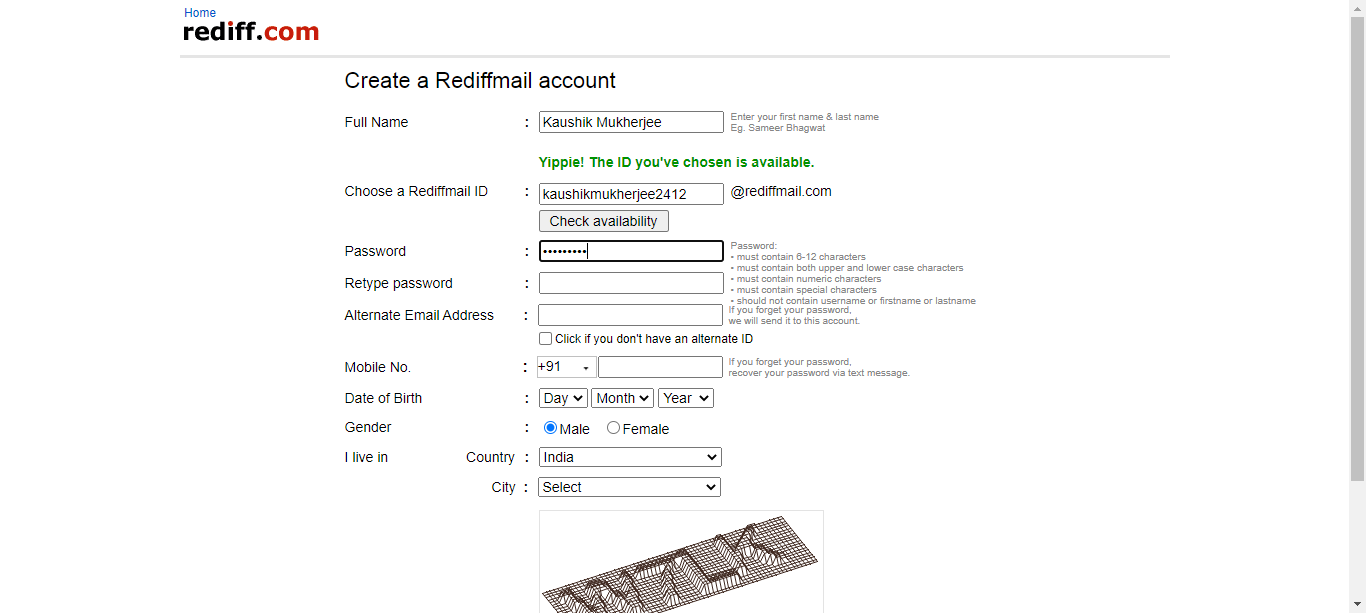 Home
rediff.com
Create a Rediffmail account
Full Name : Kaushik Mukherjee Enter your first name & last name
Eg. Sameer Bhagwat
Yippie! The ID you've chosen is available.
Choose a Rediffmail ID : kaushikmukherjee2412 @rediffmail.com
Check availability
Password : ••••••••• Password:
• must contain 6-12 characters
• must contain both upper and lower case characters
• must contain numeric characters
• must contain special characters
• should not contain username or firstname or lastname
Retype password :
Alternate Email Address : If you forget your password,
we will send it to this account.
Click if you don't have an alternate ID
Mobile No. : +91 If you forget your password,
recover your password via text message.
Date of Birth : Day Month Year
Gender : Male Female
I live in Country : India
City : Select